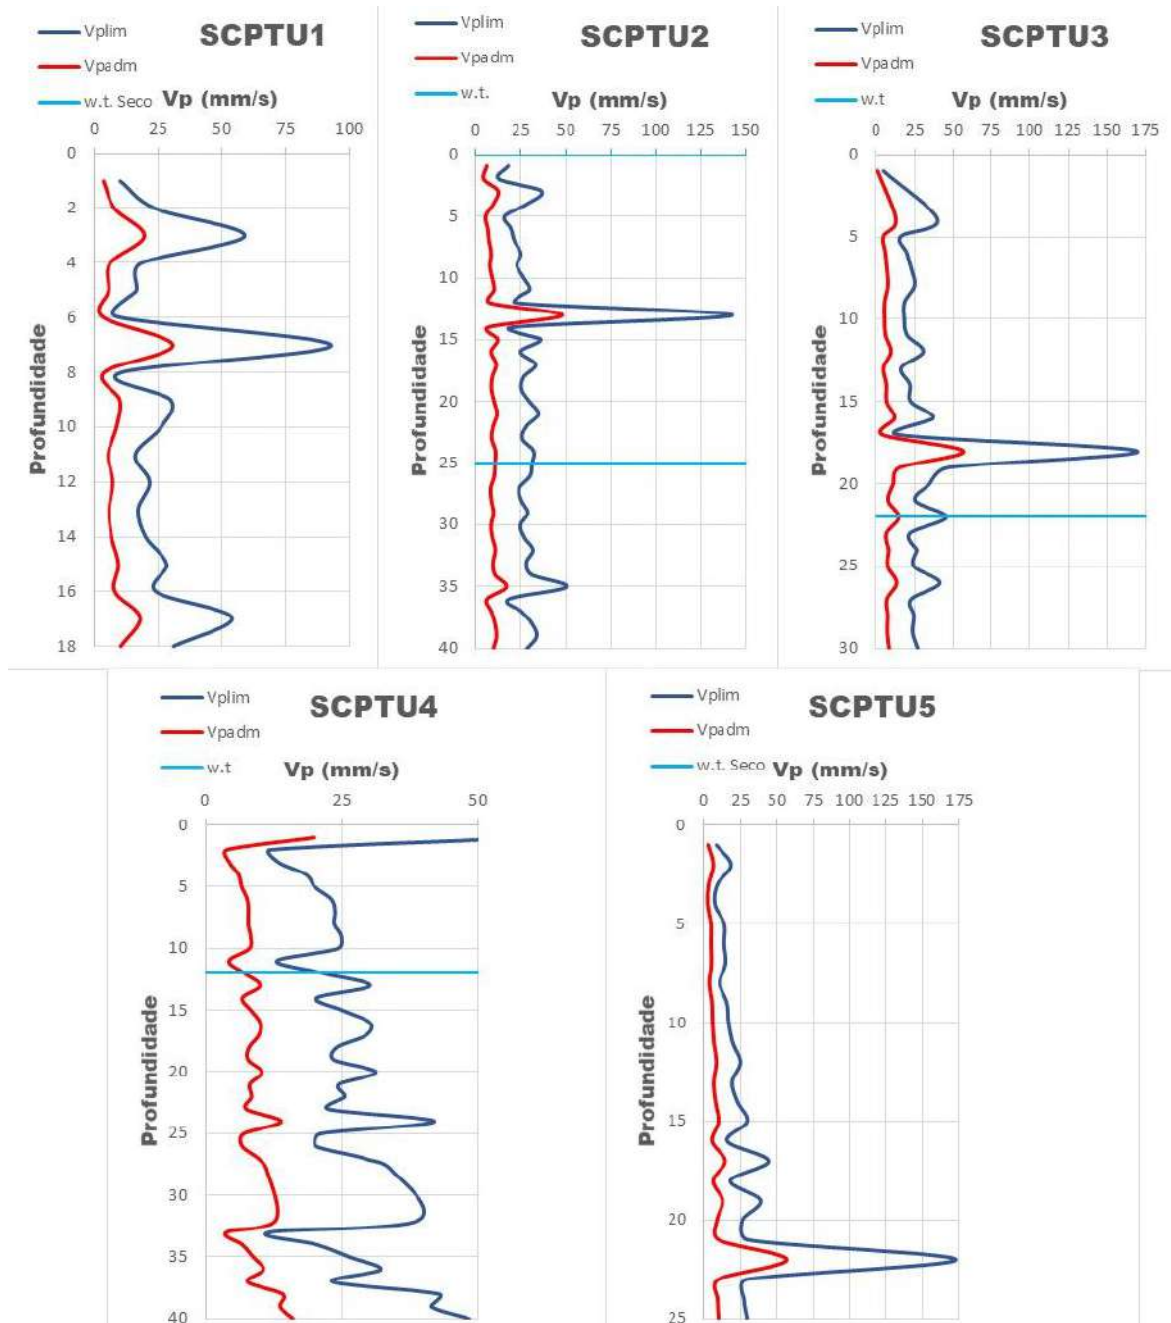 SCPTU1
Vplim
Vpadm
w.t. Seco
Vp (mm/s)
0 25 50 75 100
0
2
4
6
8
10
12
14
16
18
Profundidade
SCPTU2
Vplim
Vpadm
w.t.
Vp (mm/s)
0 25 50 75 100 125 150
0
5
10
15
20
25
30
35
40
Profundidade
SCPTU3
Vplim
Vpadm
w.t
Vp (mm/s)
0 25 50 75 100 125 150 175
0
5
10
15
20
25
30
Profundidade
SCPTU4
Vplim
Vpadm
w.t
Vp (mm/s)
0 25 50
0
5
10
15
20
25
30
35
40
Profundidade
SCPTU5
Vplim
Vpadm
w.t. Seco
Vp (mm/s)
0 25 50 75 100 125 150 175
0
5
10
15
20
25
Profundidade